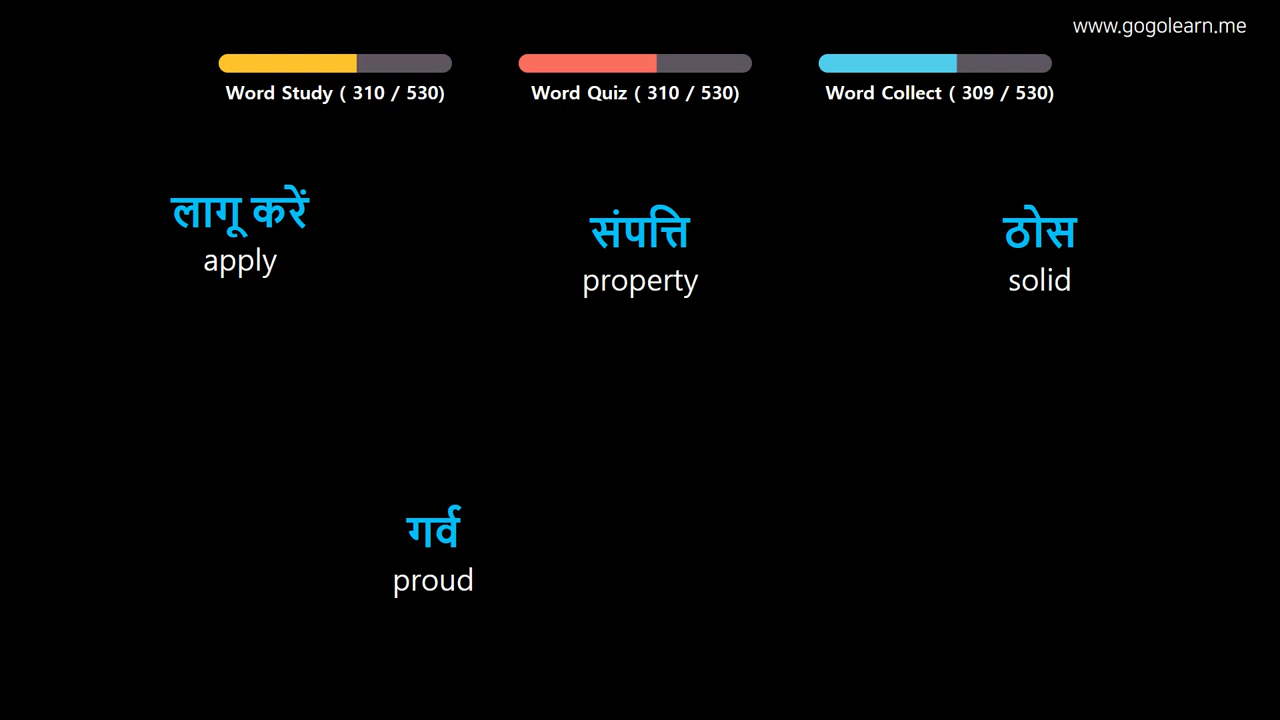 www.gogolearn.me
Word Study ( 310 / 530)
Word Quiz ( 310 / 530)
Word Collect ( 309 / 530)
लागू करें
apply
संपत्ति
property
ठोस
solid
गर्व
proud